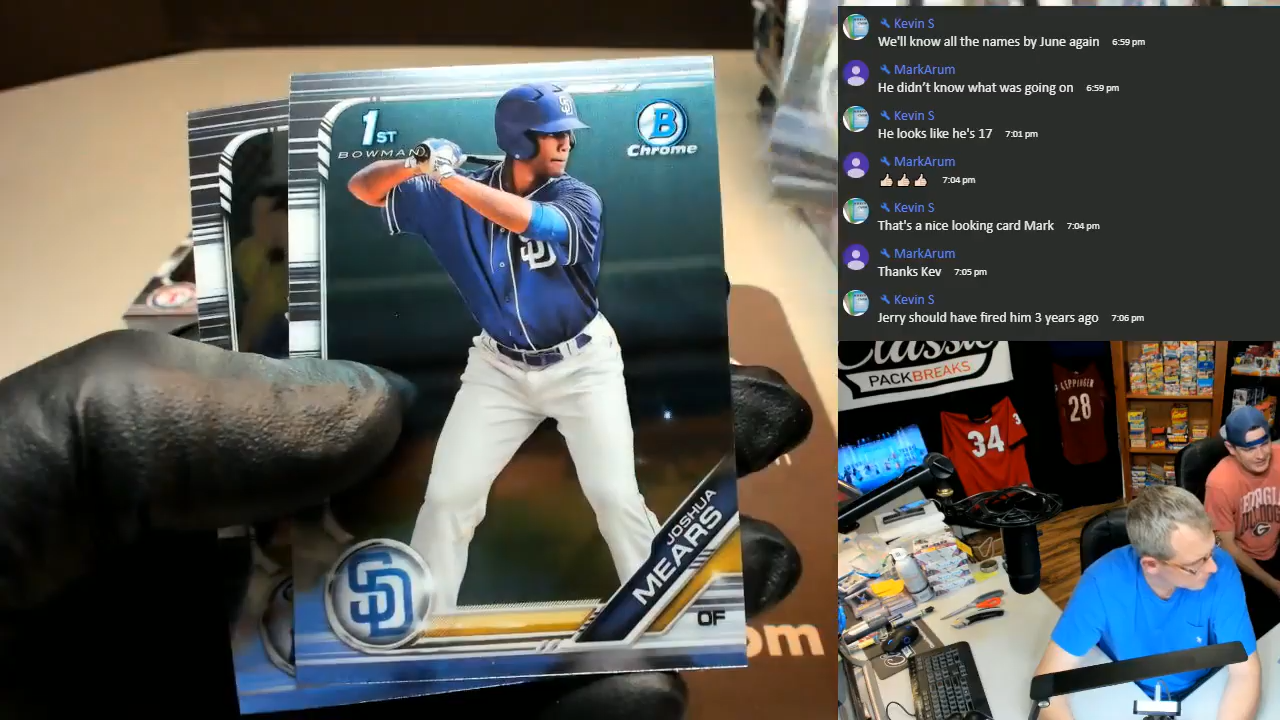 1ST
BOWMAN
B
Chrome
SD
SD
JOSHUA
MEARS
OF
SD
om
Kevin S
We'll know all the names by June again 6:59 pm
MarkArum
He didn't know what was going on 6:59 pm
Kevin S
He looks like he's 17 7:01 pm
MarkArum
👍🏻👍🏻👍🏻 7:04 pm
Kevin S
That's a nice looking card Mark 7:04 pm
MarkArum
Thanks Kev 7:05 pm
Kevin S
Jerry should have fired him 3 years ago 7:06 pm
Classic
PACKBREAKS
34
LEPPINGER
28
G